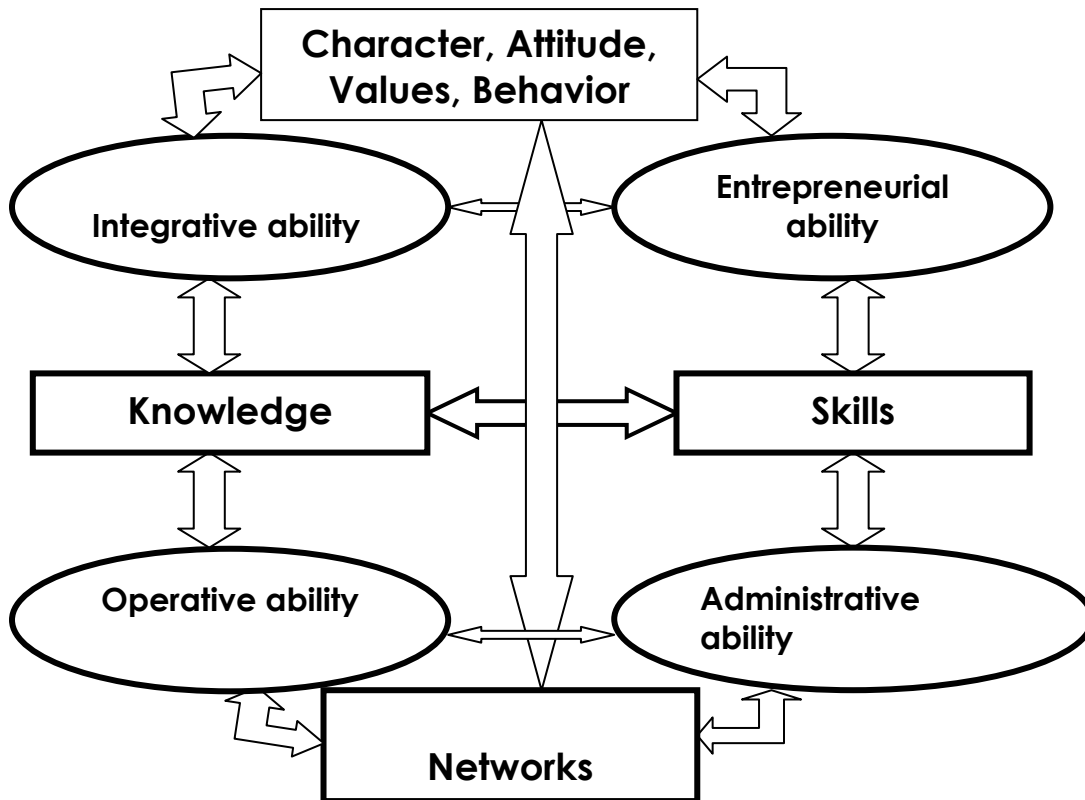 Character, Attitude,
Values, Behavior
Integrative ability
Entrepreneurial
ability
Knowledge
Skills
Operative ability
Administrative
ability
Networks